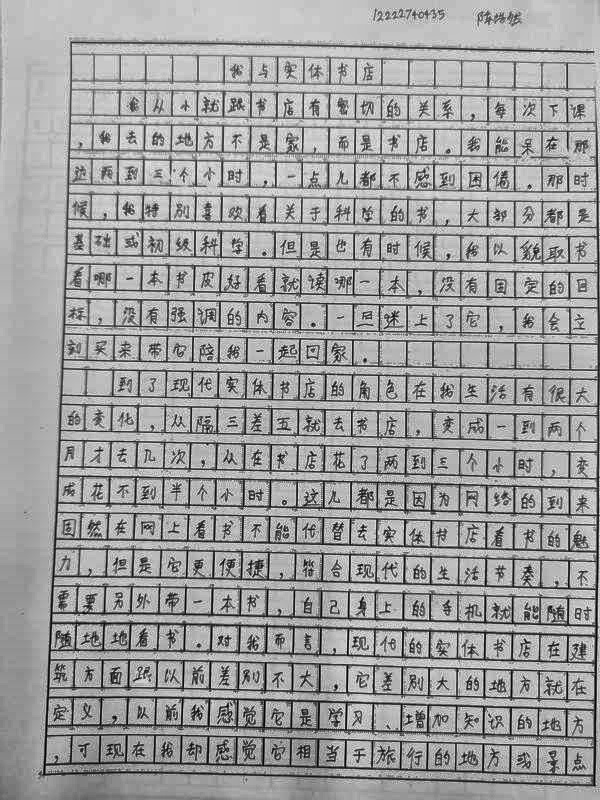 12222740435 陈皓然
我与实体书店
我从小就跟书店有密切的关系，每次下课
，我去的地方不是家，而是书店。我能呆在那
边两到三个小时，一点儿都不感到困倦。那时
候，我特别喜欢看关于科学的书，大部分都是
基础或初级科学。但是也有时候，我以貌取书
看哪一本书皮好看就读哪一本，没有固定的目
标，没有强调的内容。一旦迷上了它，我会立
刻买来带它陪我一起回家。
到了现代实体书店的角色在我生活有很大
的变化，从隔三差五就去书店，变成一到两个
月才去几次，从在书店花了两到三个小时，变
成花不到半个小时。这儿都是因为网络的到来
固然在网上看书不能代替去实体书店看书的魅
力，但是它更便捷，符合现代的生活节奏，不
需要另外带一本书，自己身上的手机就能随时
随地地看书。对我而言，现代的实体书店在建
筑方面跟以前差别不大，它差别大的地方就在
定义，以前我感觉它是学习、增加知识的地方
，可现在我却感觉它相当于旅行的地方或景点